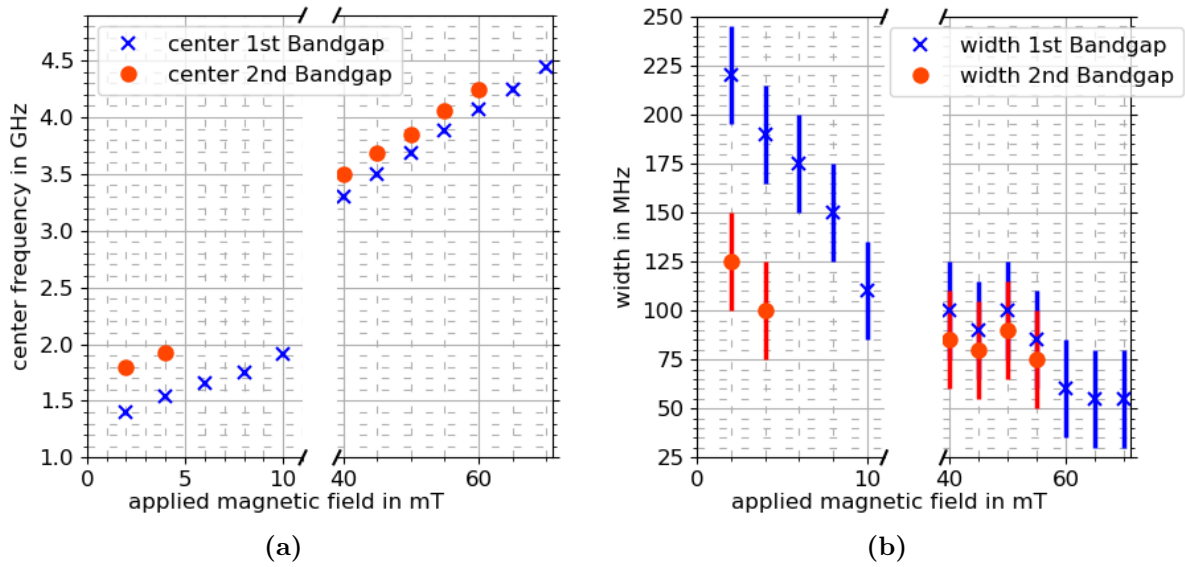 center 1st Bandgap
center 2nd Bandgap
4.5
4.0
3.5
3.0
2.5
2.0
1.5
1.0
center frequency in GHz
0 5 10 40 60
applied magnetic field in mT
(a)
width 1st Bandgap
width 2nd Bandgap
250
225
200
175
150
125
100
75
50
25
width in MHz
0 10 40 60
applied magnetic field in mT
(b)